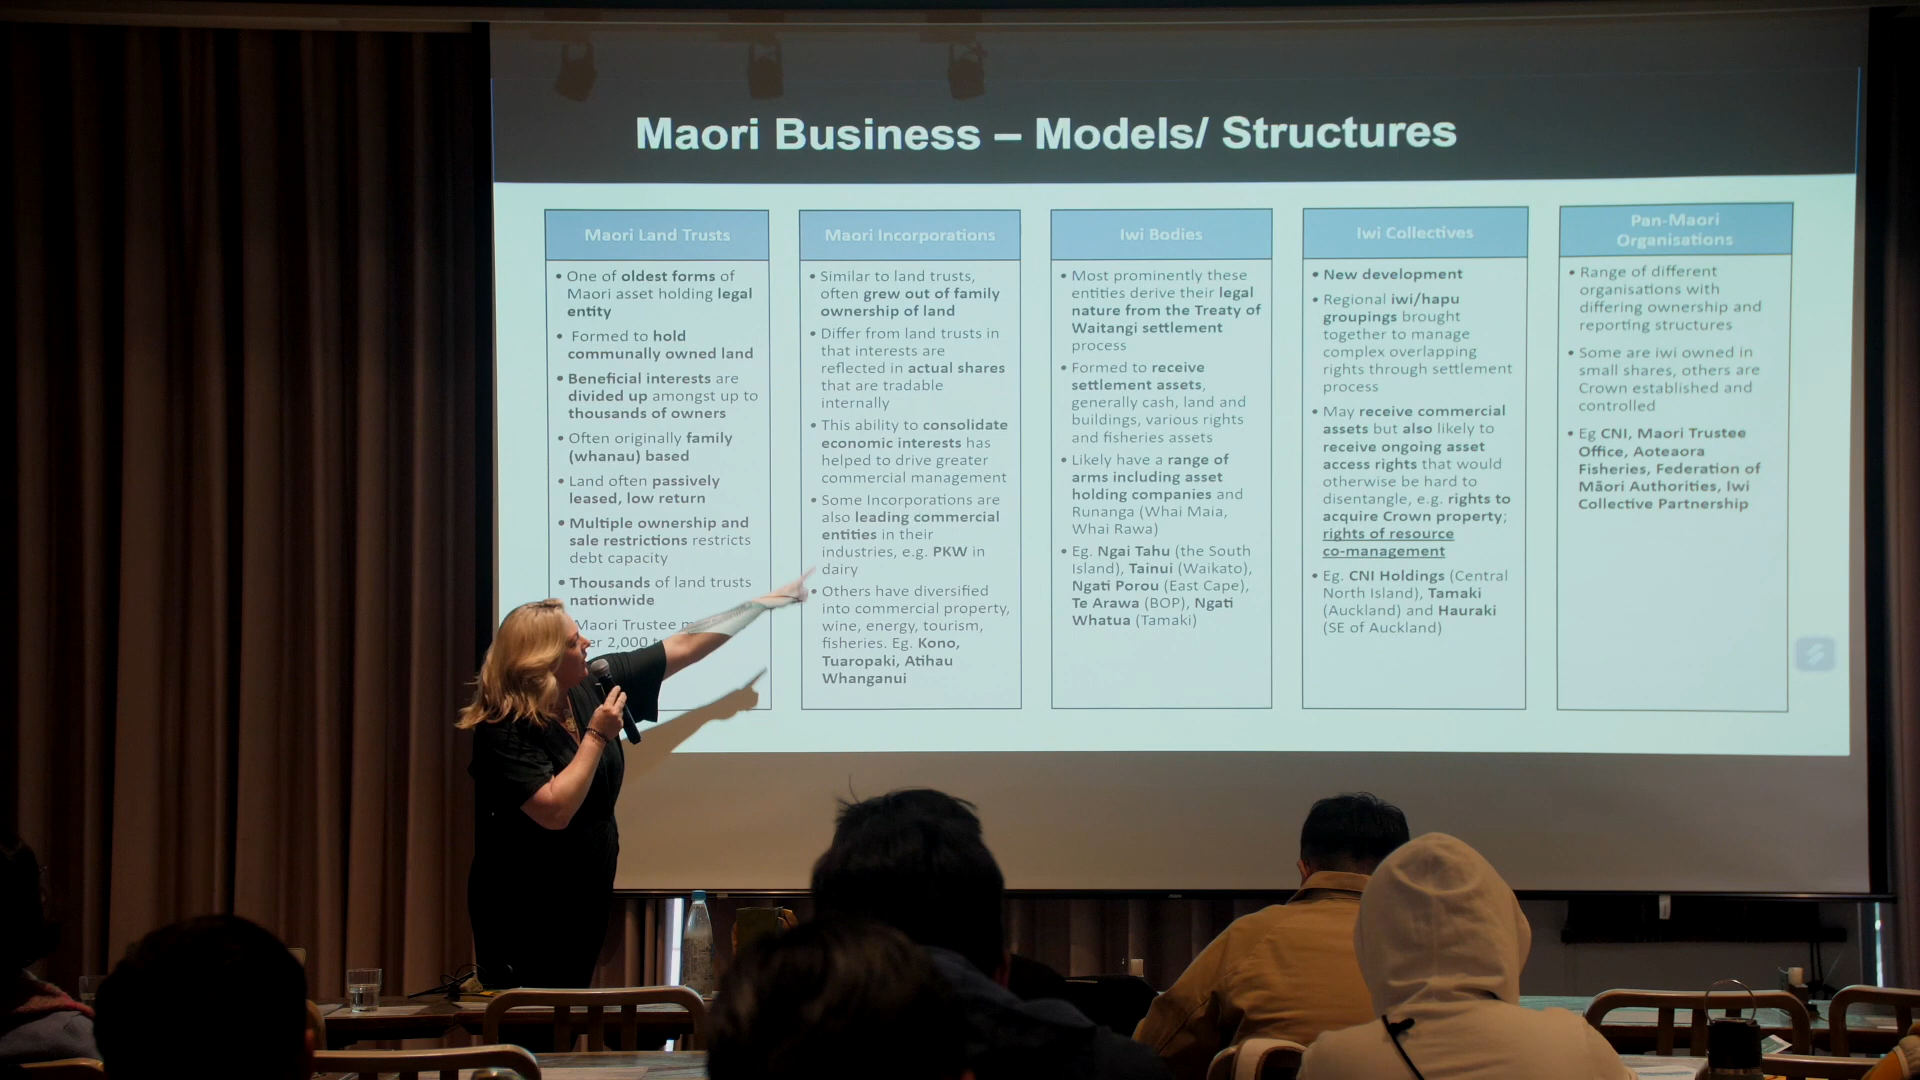 Maori Business – Models/ Structures
Maori Land Trusts
• One of oldest forms of
Maori asset holding legal
entity
• Formed to hold
communally owned land
• Beneficial interests are
divided up amongst up to
thousands of owners
• Often originally family
(whanau) based
• Land often passively
leased, low return
• Multiple ownership and
sale restrictions restricts
debt capacity
• Thousands of land trusts
nationwide
Maori Trustee
2,000
Maori Incorporations
• Similar to land trusts,
often grew out of family
ownership of land
• Differ from land trusts in
that interests are
reflected in actual shares
that are tradable
internally
• This ability to consolidate
economic interests has
helped to drive greater
commercial management
• Some Incorporations are
also leading commercial
entities in their
industries, e.g. PKW in
dairy
• Others have diversified
into commercial property,
wine, energy, tourism,
fisheries. Eg. Kono,
Tuaropaki, Atihau
Whanganui
Iwi Bodies
• Most prominently these
entities derive their legal
nature from the Treaty of
Waitangi settlement
process
• Formed to receive
settlement assets,
generally cash, land and
buildings, various rights
and fisheries assets
• Likely have a range of
arms including asset
holding companies and
Runanga (Whai Maia,
Whai Rawa)
• Eg. Ngai Tahu (the South
Island), Tainui (Waikato),
Ngati Porou (East Cape),
Te Arawa (BOP), Ngati
Whatua (Tamaki)
Iwi Collectives
• New development
• Regional iwi/hapu
groupings brought
together to manage
complex overlapping
rights through settlement
process
• May receive commercial
assets but also likely to
receive ongoing asset
access rights that would
otherwise be hard to
disentangle, e.g. rights to
acquire Crown property;
rights of resource
co-management
• Eg. CNI Holdings (Central
North Island), Tamaki
(Auckland) and Hauraki
(SE of Auckland)
Pan-Maori
Organisations
• Range of different
organisations with
differing ownership and
reporting structures
• Some are iwi owned in
small shares, others are
Crown established and
controlled
• Eg CNI, Maori Trustee
Office, Aoteaora
Fisheries, Federation of
Māori Authorities, Iwi
Collective Partnership